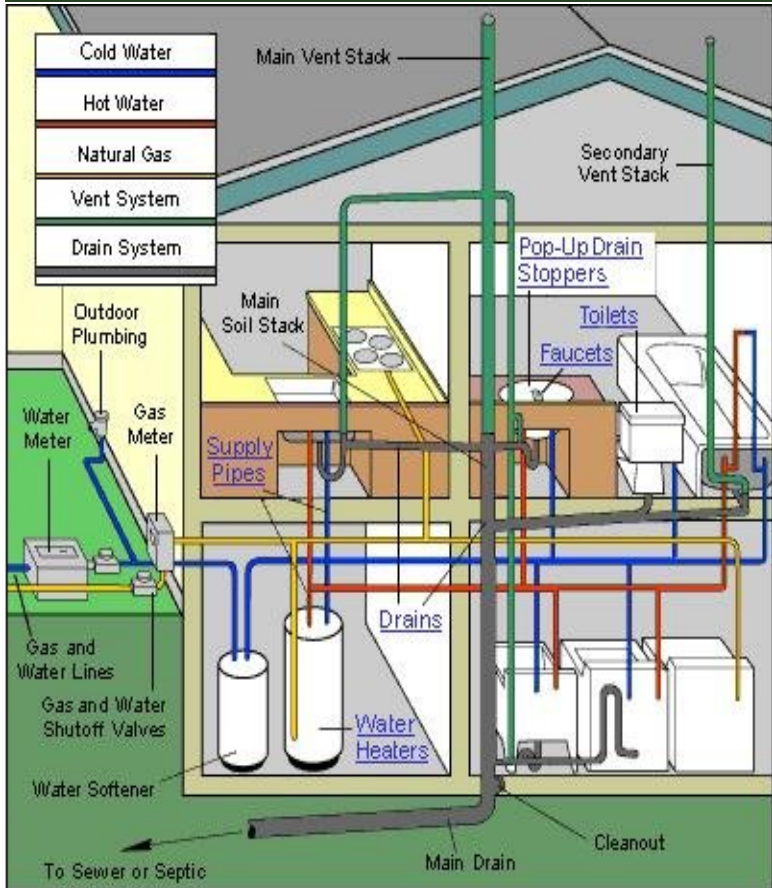 Cold Water
Hot Water
Natural Gas
Vent System
Drain System
Main Vent Stack
Secondary
Vent Stack
Pop-Up Drain
Stoppers
Toilets
Faucets
Main
Soil Stack
Outdoor
Plumbing
Water
Meter
Gas
Meter
Supply
Pipes
Drains
Gas and
Water Lines
Gas and Water
Shutoff Valves
Water
Heaters
Water Softener
Cleanout
Main Drain
To Sewer or Septic